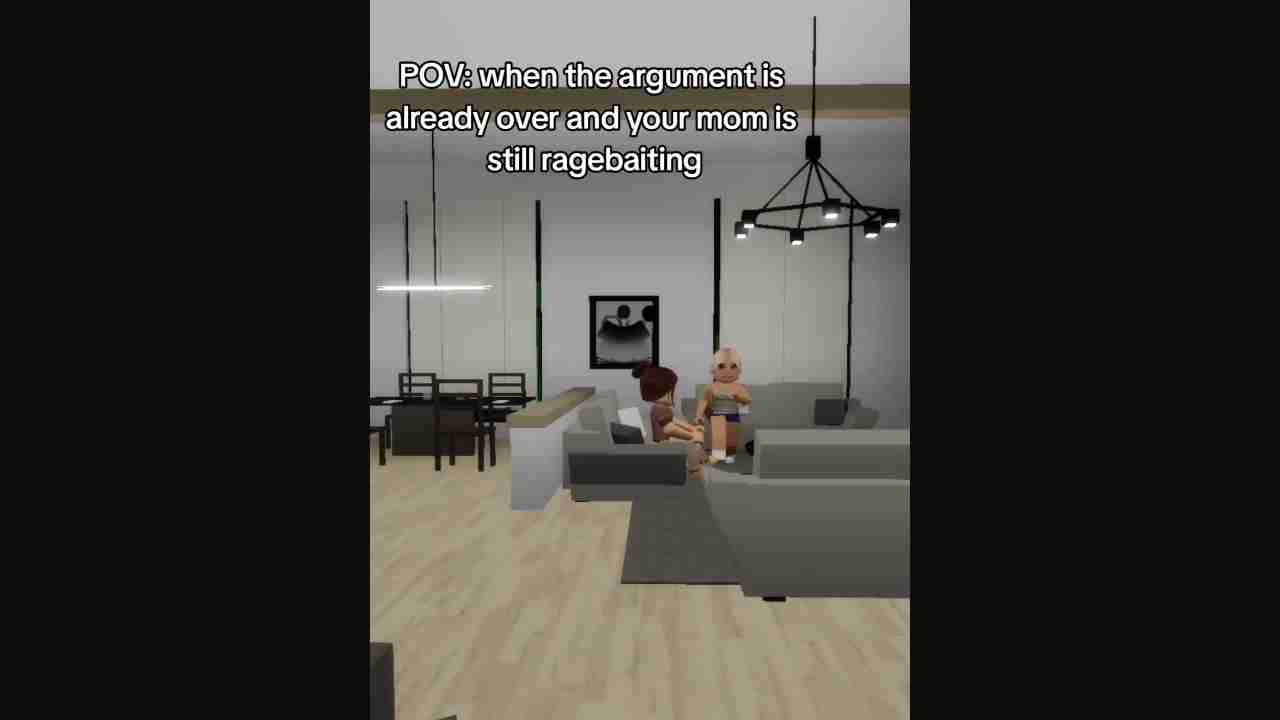 POV: when the argument is
already over and your mom is
still ragebaiting